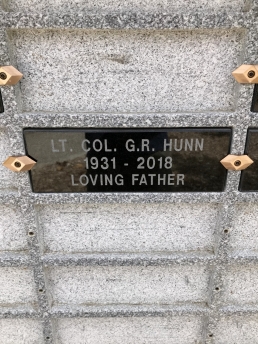 LT. COL. G.R. HUNN
1931 - 2018
LOVING FATHER